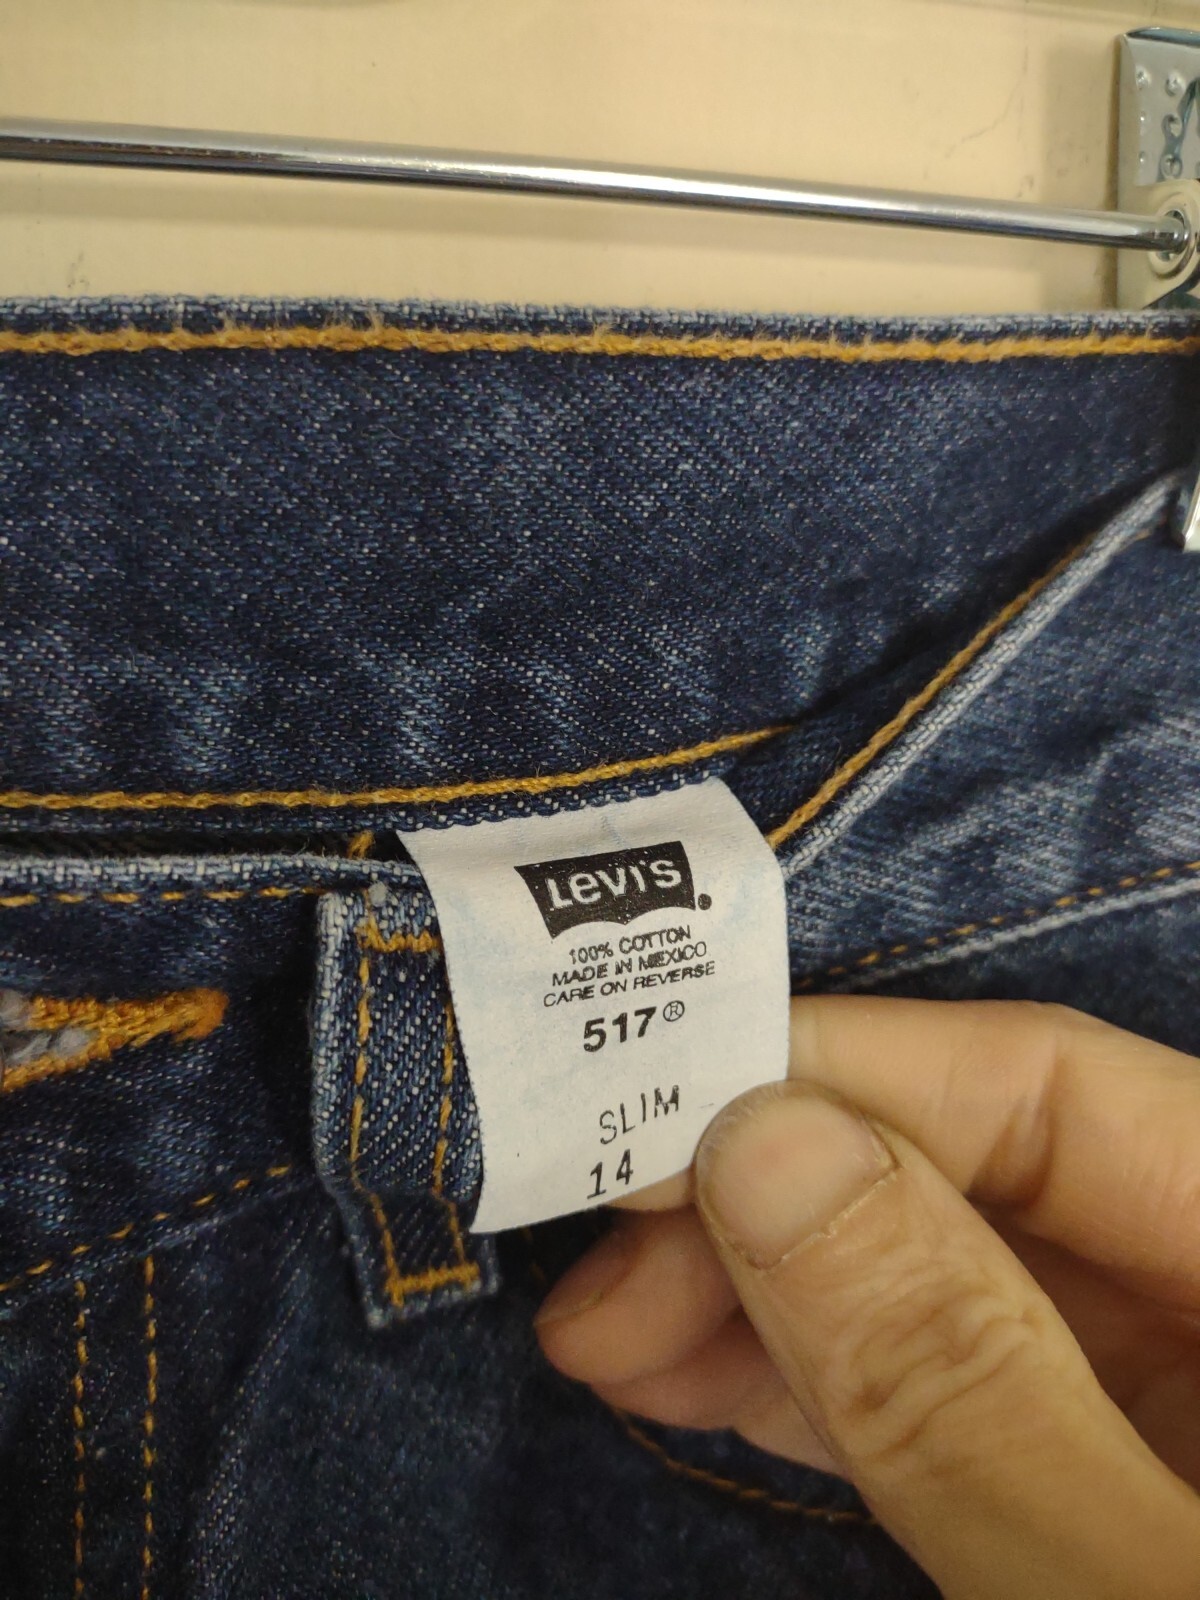 Levi's.
100% COTTON
MADE IN MEXICO
CARE ON REVERSE
517®
SLIM
14